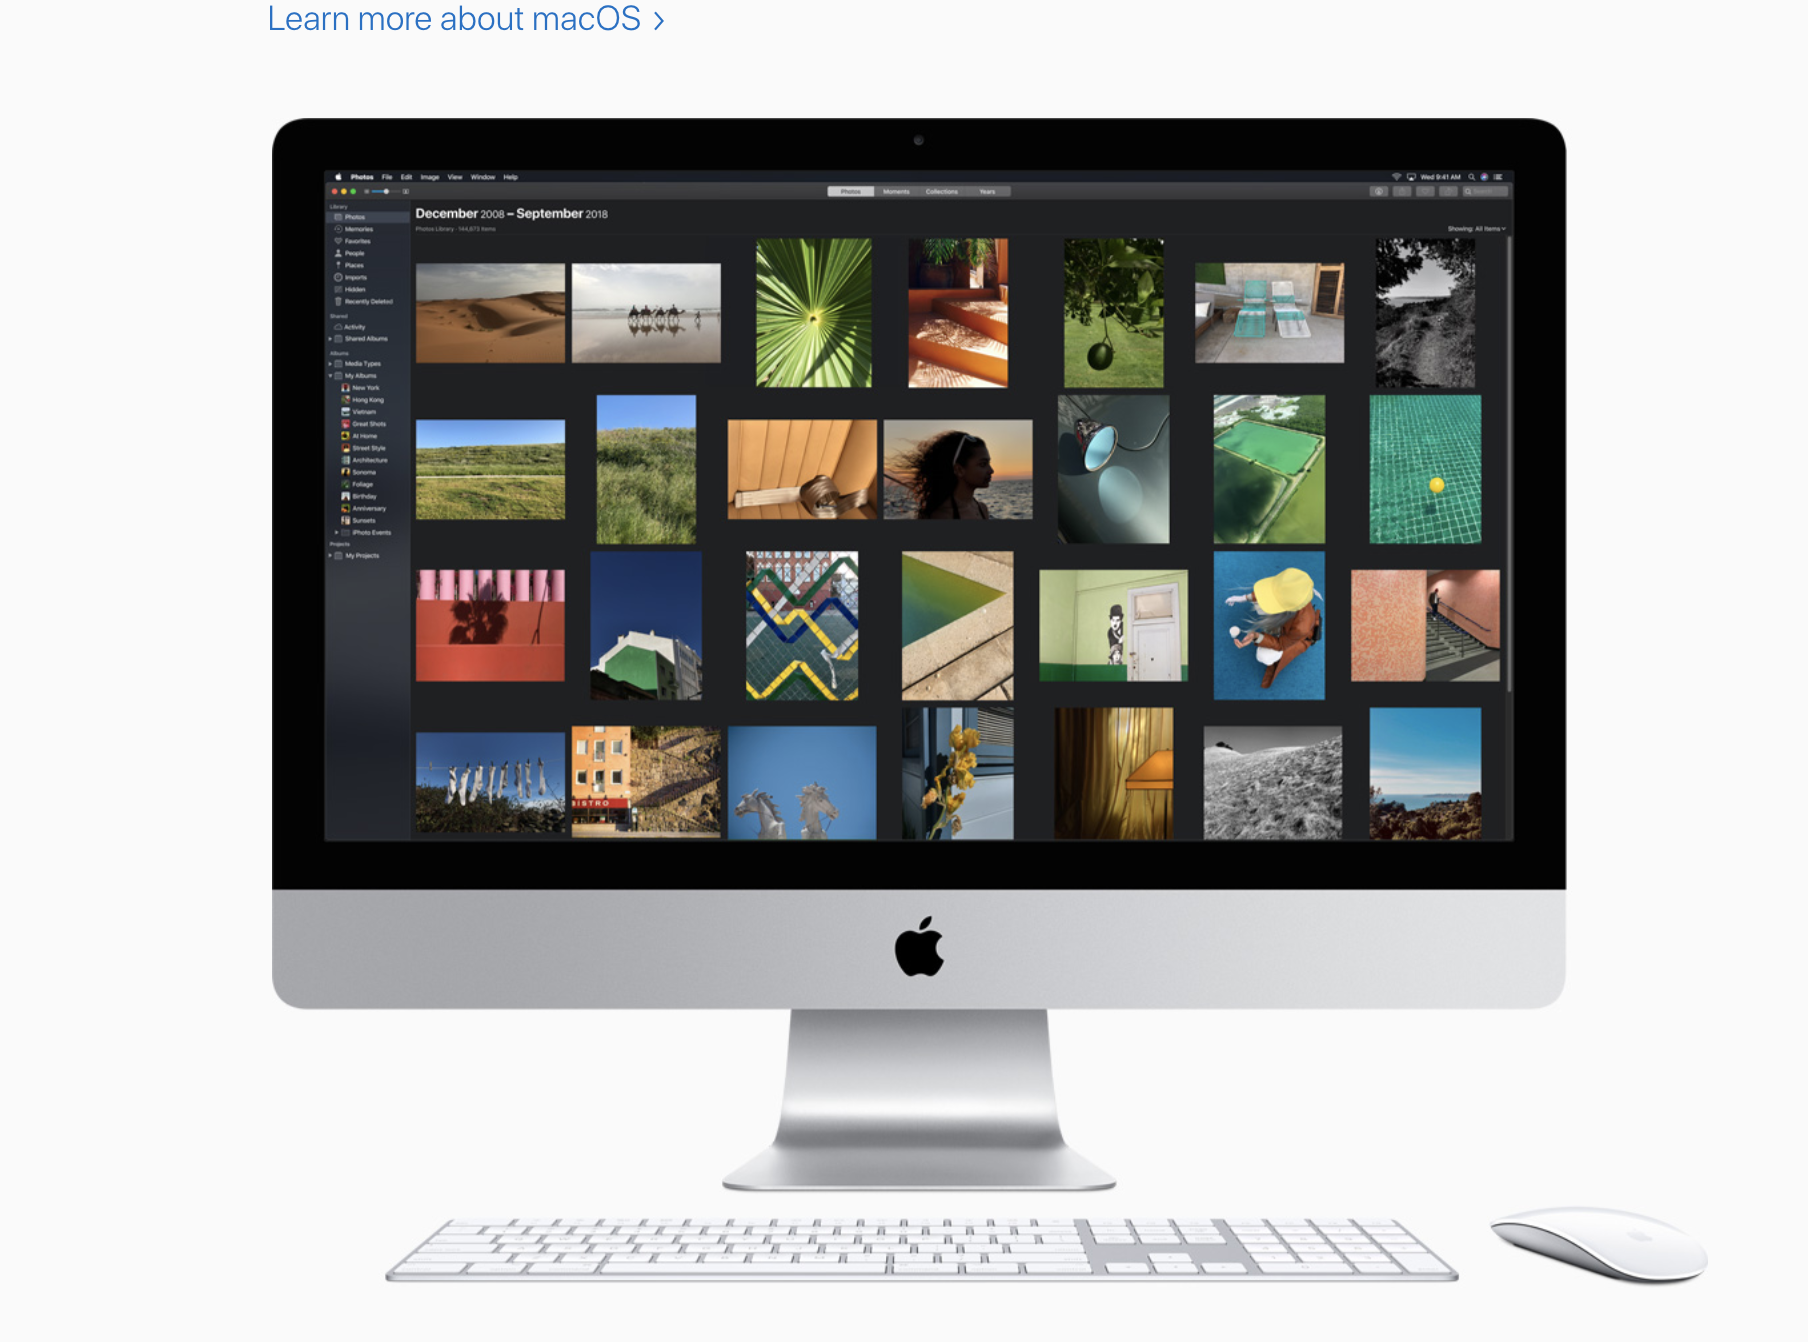 Learn more about macOS ›
Photos File Edit Image View Window Help
Wed 9:41 AM
Photos Moments Collections Years
Search
Library
Photos
Memories
Favorites
People
Places
Imports
Hidden
Recently Deleted
Shared
Activity
Shared Albums
Albums
Media Types
My Albums
New York
Hong Kong
Vietnam
Great Shots
At Home
Street Style
Architecture
Sonoma
Foliage
Birthday
Anniversary
Sunsets
iPhoto Events
Projects
My Projects
December 2008 – September 2018
Photos Library · 144,673 items
Showing: All Items
BISTRO